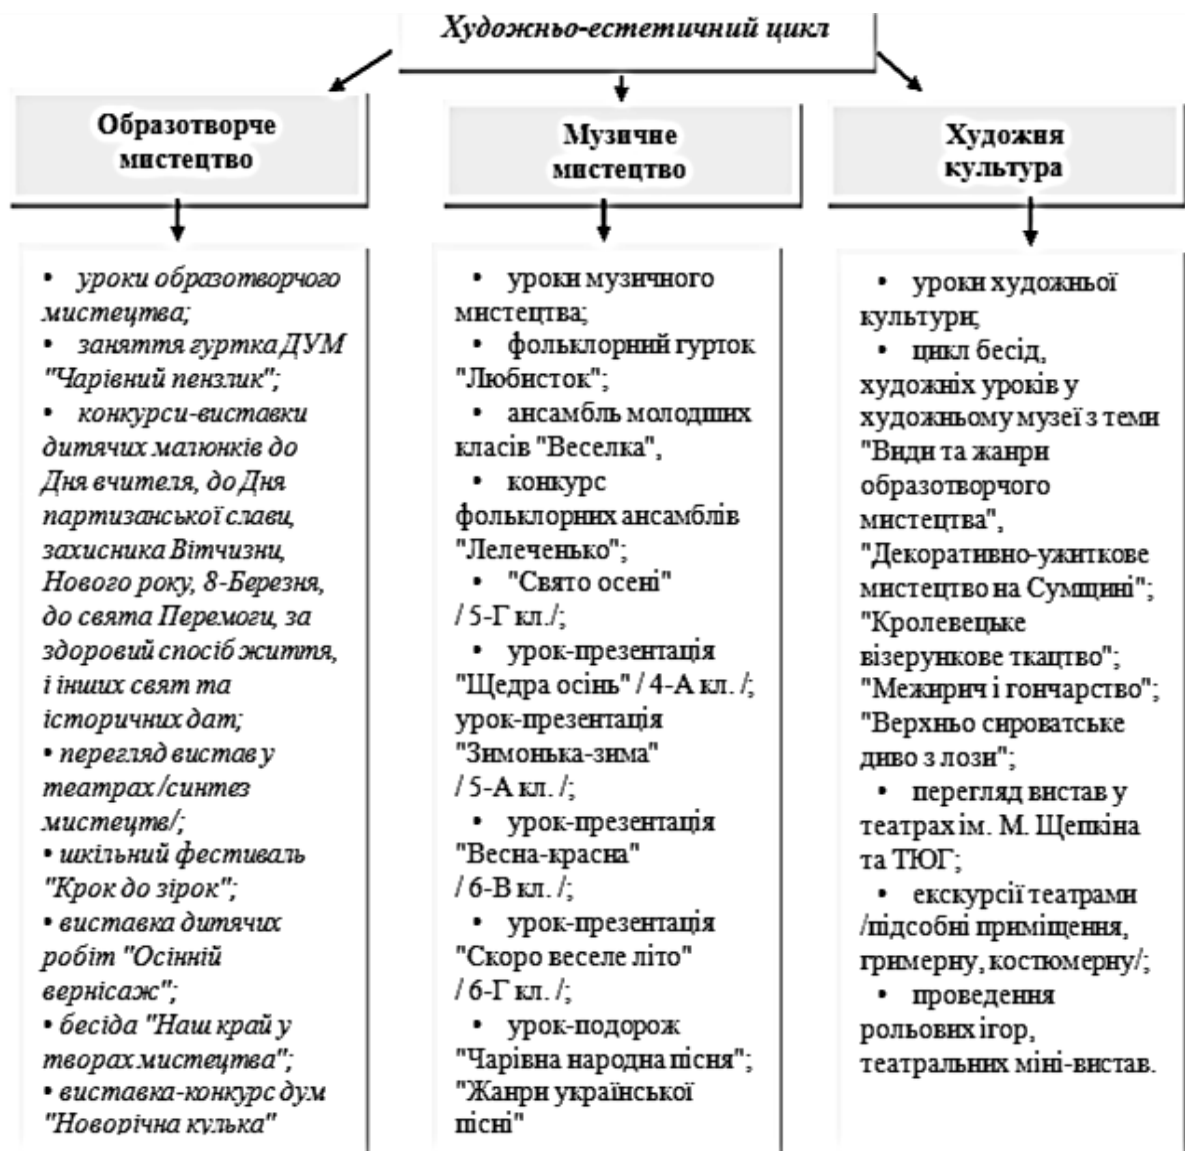 Художньо-естетичний цикл
Образотворче
мистецтво
• уроки образотворчого
мистецтва;
• заняття гуртка ДУМ
"Чарівний пензлик";
• конкурси-виставки
дитячих малюнків до
Дня вчителя, до Дня
партизанської слави,
захисника Вітчизни,
Нового року, 8-Березня,
до свята Перемоги, за
здоровий спосіб життя,
і інших свят та
історичних дат;
• перегляд вистав у
театрах /синтез
мистецтв/;
• шкільний фестиваль
"Крок до зірок";
• виставка дитячих
робіт "Осінній
вернісаж";
• бесіда "Наш край у
творах мистецтва";
• виставка-конкурс дум
"Новорічна кулька"
Музичне
мистецтво
• уроки музичного
мистецтва;
• фольклорний гурток
"Любисток";
• ансамбль молодших
класів "Веселка",
• конкурс
фольклорних ансамблів
"Лелеченько";
• "Свято осені"
/ 5-Г кл./;
• урок-презентація
"Щедра осінь" / 4-А кл. /;
урок-презентація
"Зимонька-зима"
/ 5-А кл. /;
• урок-презентація
"Весна-красна"
/ 6-В кл. /;
• урок-презентація
"Скоро веселе літо"
/ 6-Г кл. /;
• урок-подорож
"Чарівна народна пісня";
"Жанри української
пісні"
Художня
культура
• уроки художньої
культури;
• цикл бесід,
художніх уроків у
художньому музеї з теми
"Види та жанри
образотворчого
мистецтва",
"Декоративно-ужиткове
мистецтво на Сумщині";
"Кролевецьке
візерункове ткацтво";
"Межирич і гончарство";
"Верхньо сироватське
диво з лози";
• перегляд вистав у
театрах ім. М. Щепкіна
та ТЮГ;
• екскурсії театрами
/підсобні приміщення,
гримерну, костюмерну/;
• проведення
рольових ігор,
театральних міні-вистав.